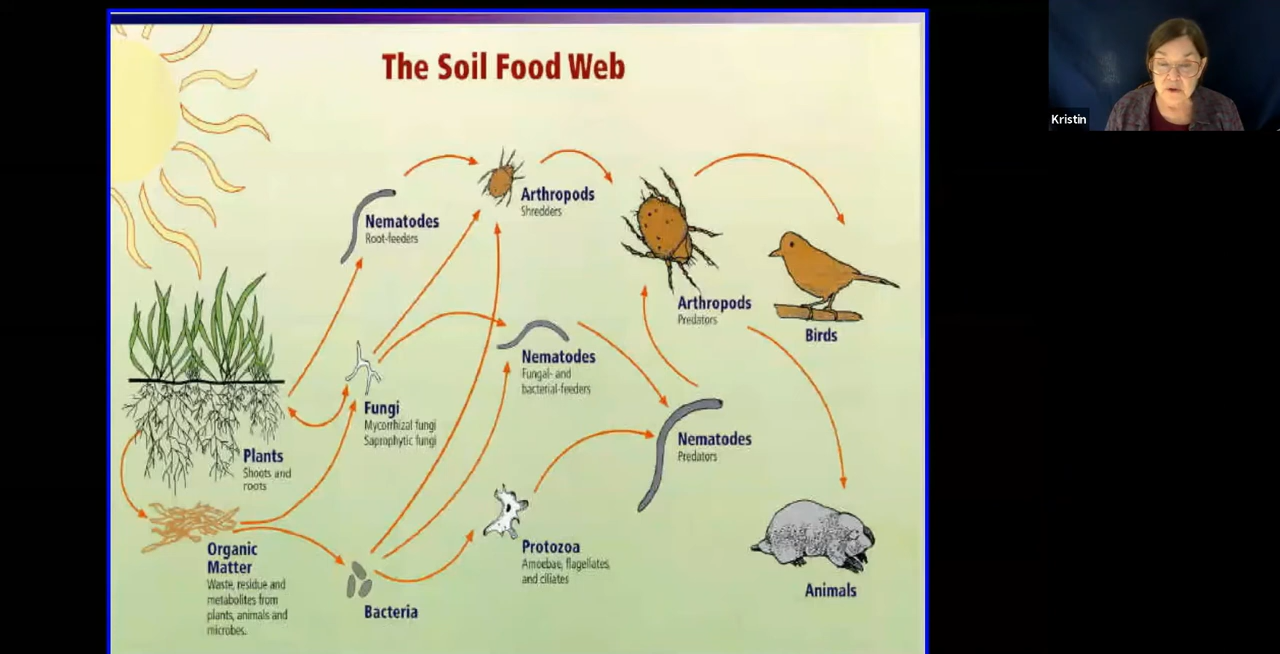 The Soil Food Web
Kristin
Nematodes
Root-feeders
Arthropods
Shredders
Arthropods
Predators
Birds
Nematodes
Fungal- and
bacterial-feeders
Fungi
Mycorrhizal fungi
Saprophytic fungi
Nematodes
Predators
Plants
Shoots and
roots
Organic
Matter
Waste, residue and
metabolites from
plants, animals and
microbes.
Bacteria
Protozoa
Amoebae, flagellates,
and ciliates
Animals